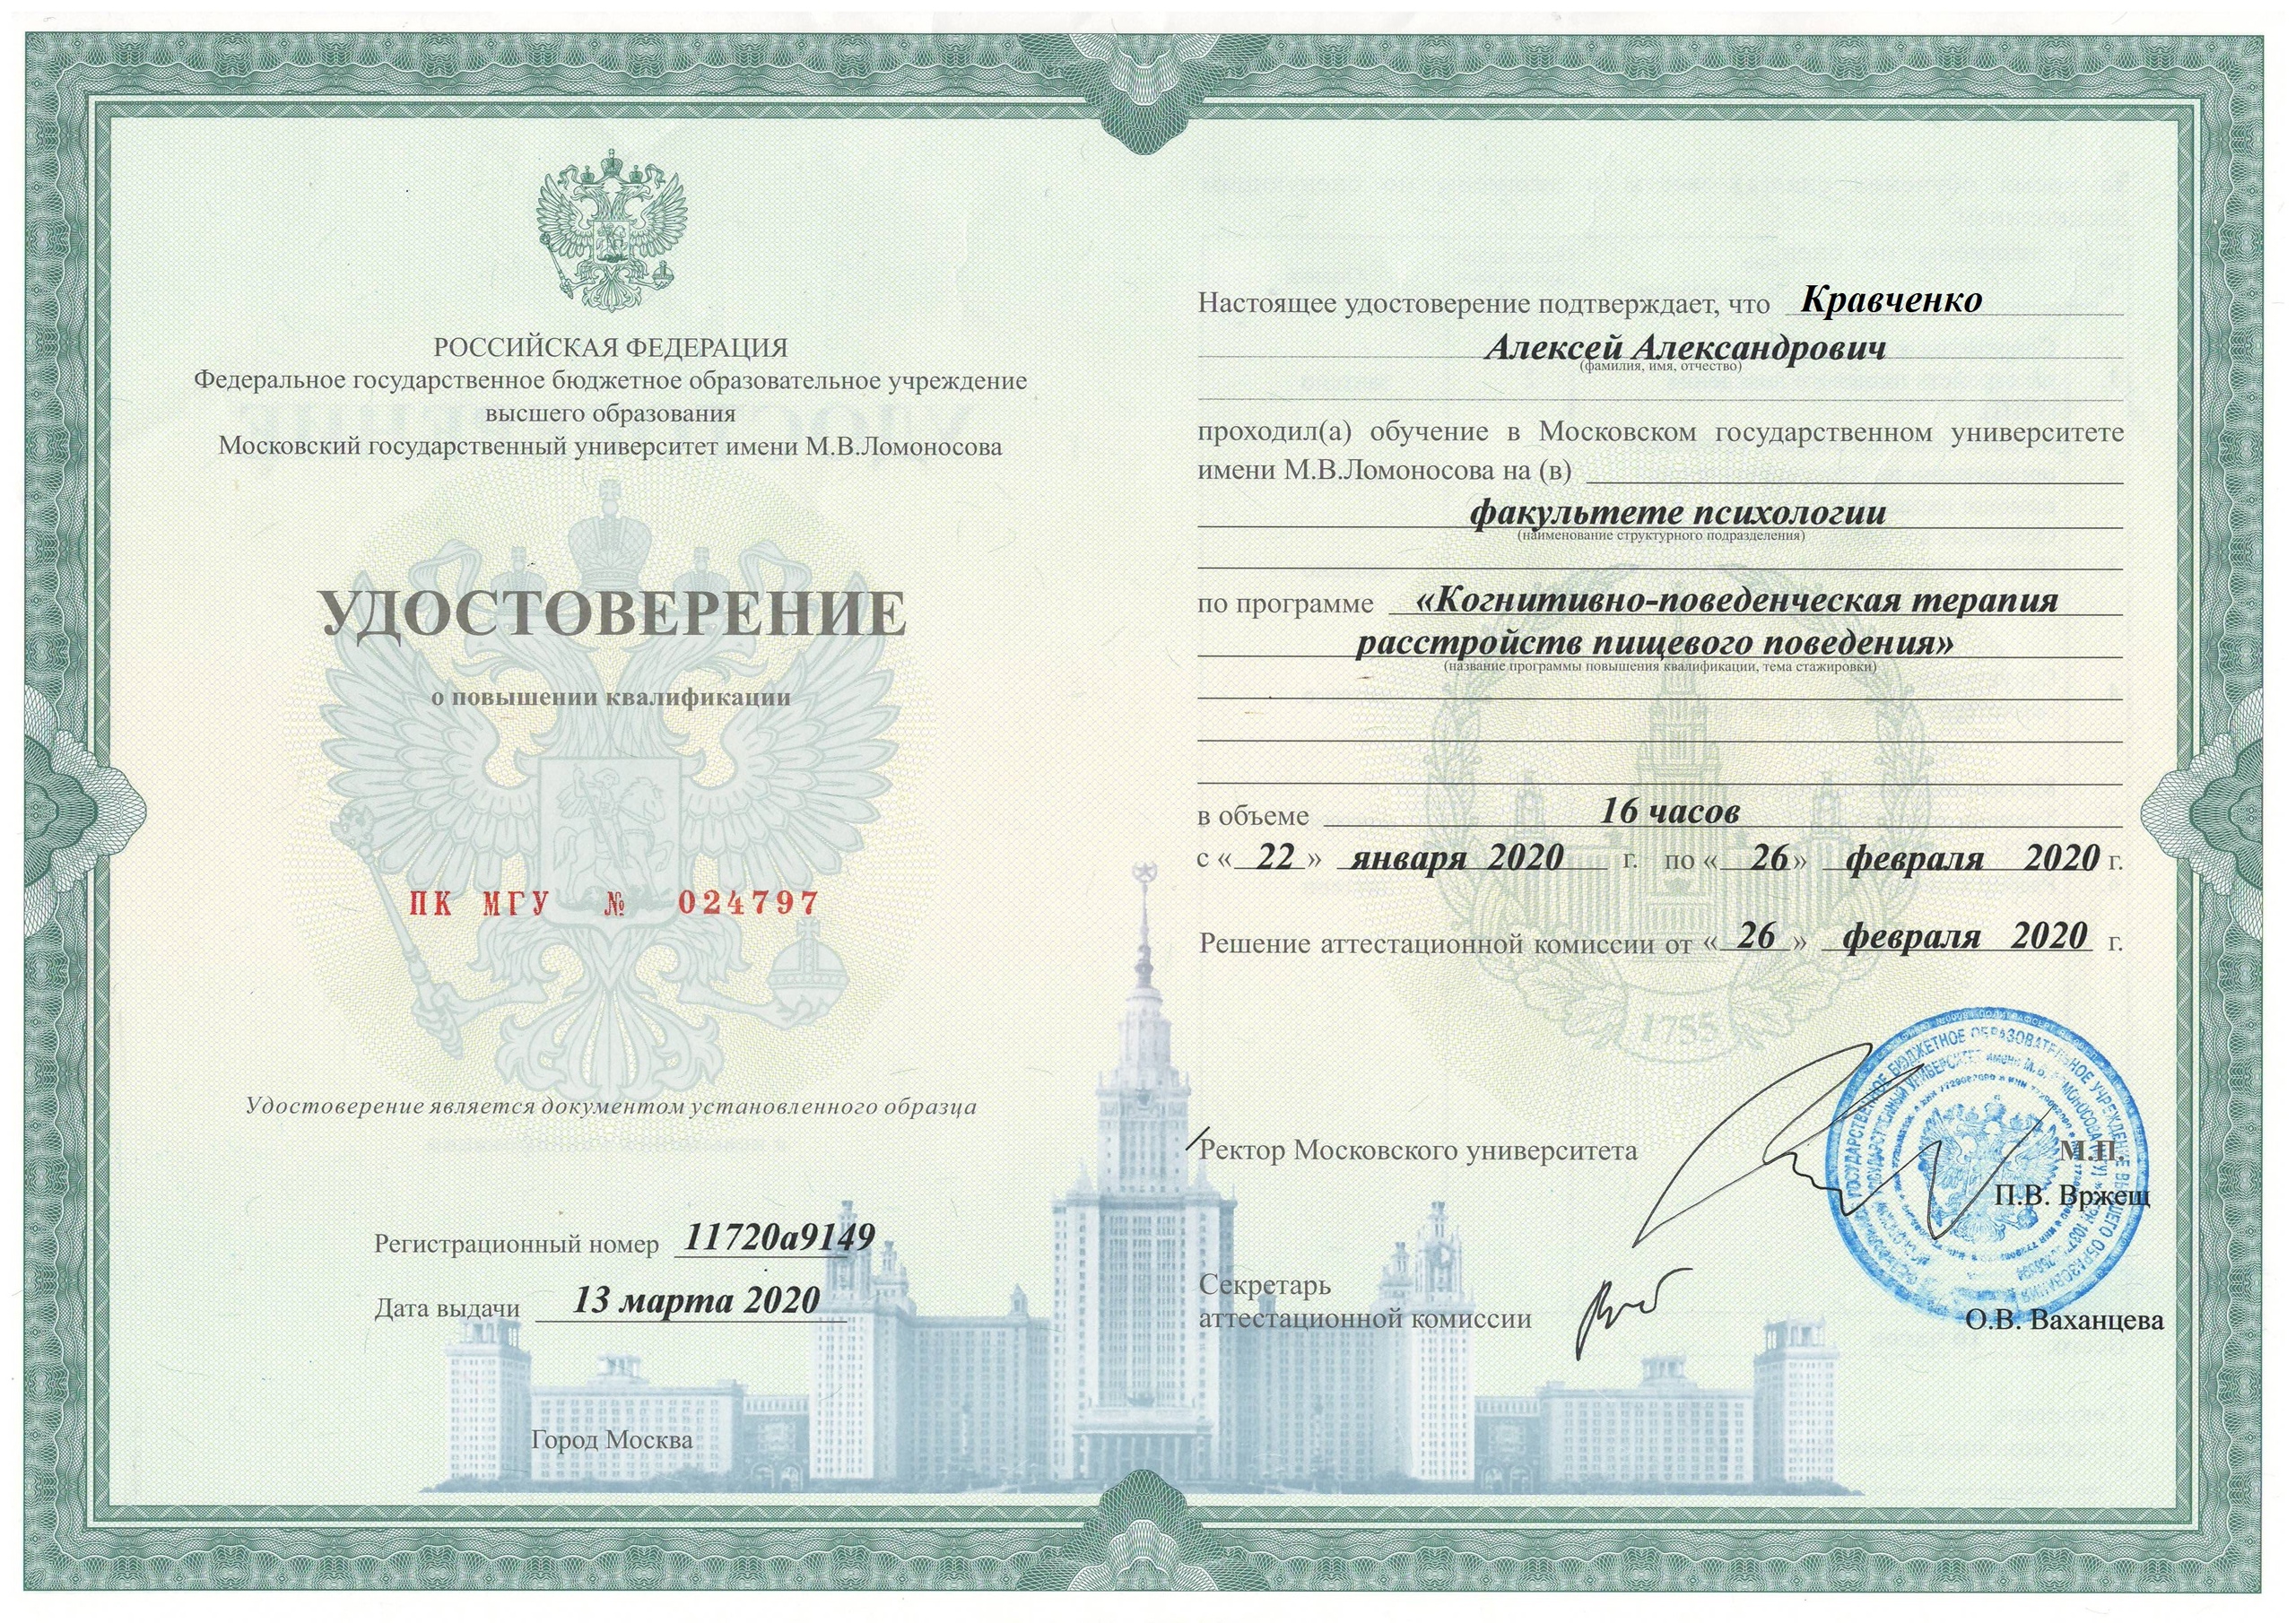 РОССИЙСКАЯ ФЕДЕРАЦИЯ
Федеральное государственное бюджетное образовательное учреждение
высшего образования
Московский государственный университет имени М.В.Ломоносова
УДОСТОВЕРЕНИЕ
о повышении квалификации
ПК МГУ № 024797
Удостоверение является документом установленного образца
Регистрационный номер 11720а9149
Дата выдачи 13 марта 2020
Город Москва
Настоящее удостоверение подтверждает, что Кравченко
Алексей Александрович
(фамилия, имя, отчество)
проходил(а) обучение в Московском государственном университете
имени М.В.Ломоносова на (в)
факультете психологии
(наименование структурного подразделения)
по программе «Когнитивно-поведенческая терапия
расстройств пищевого поведения»
(название программы повышения квалификации, тема стажировки)
в объеме 16 часов
с «22» января 2020 г. по «26» февраля 2020 г.
Решение аттестационной комиссии от «26» февраля 2020 г.
1755
Ректор Московского университета
М.П.
П.В. Вржещ
Секретарь
аттестационной комиссии
О.В. Ваханцева